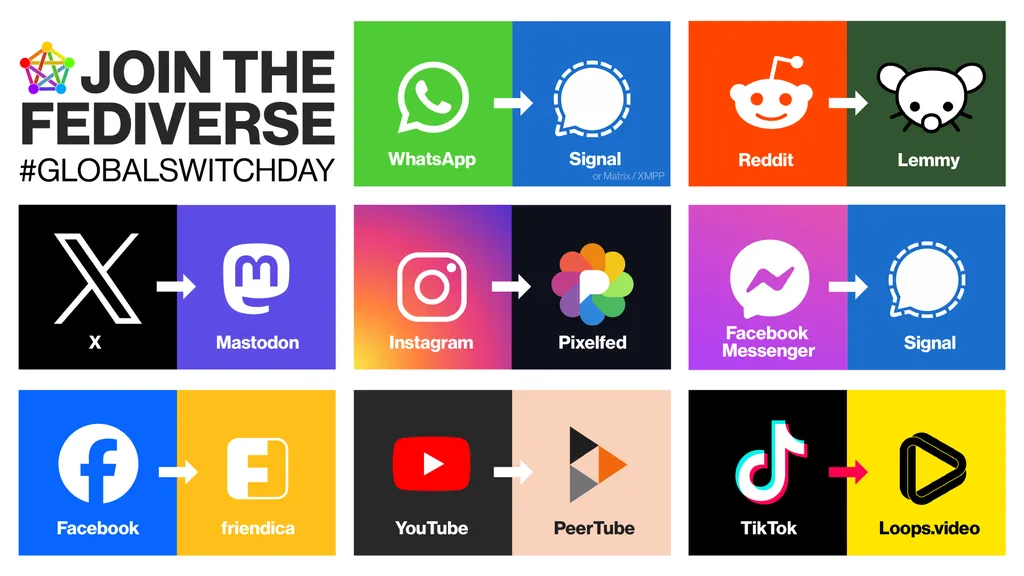 JOIN THE
FEDIVERSE
#GLOBALSWITCHDAY
WhatsApp
Signal
or Matrix / XMPP
Reddit
Lemmy
X
Mastodon
Instagram
Pixelfed
Facebook
Messenger
Signal
Facebook
friendica
YouTube
PeerTube
TikTok
Loops.video